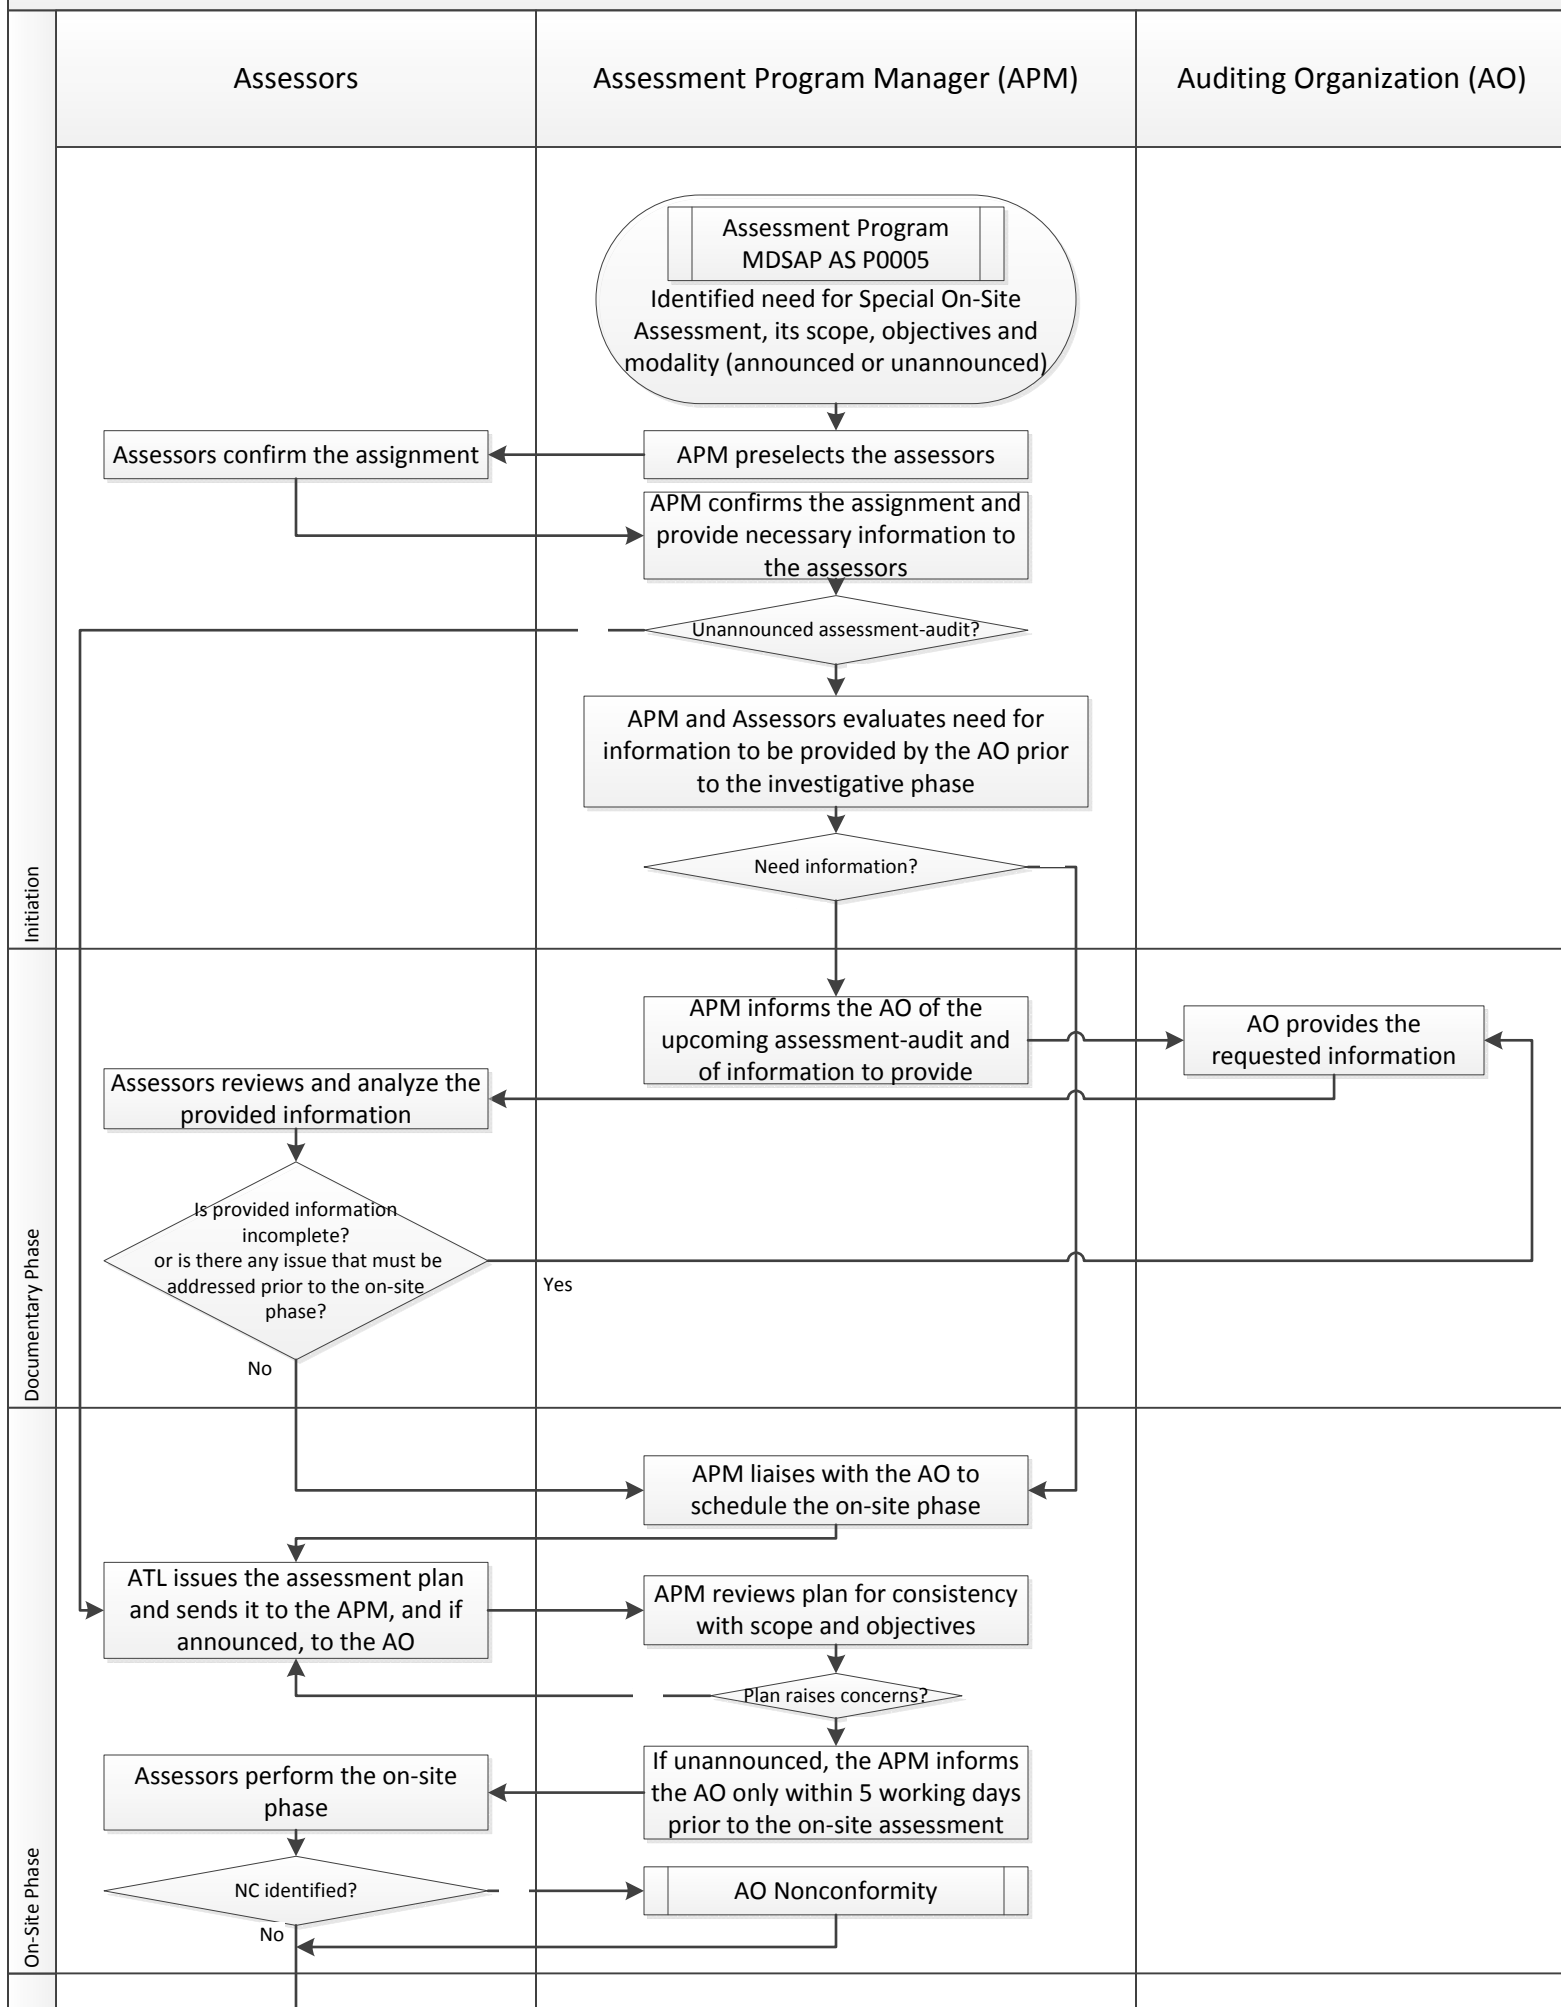 Assessors
Assessment Program Manager (APM)
Auditing Organization (AO)
Assessment Program
MDSAP AS P0005
Identified need for Special On-Site
Assessment, its scope, objectives and
modality (announced or unannounced)
Assessors confirm the assignment
APM preselects the assessors
APM confirms the assignment and
provide necessary information to
the assessors
Unannounced assessment-audit?
APM and Assessors evaluates need for
information to be provided by the AO prior
to the investigative phase
Need information?
Initiation
APM informs the AO of the
upcoming assessment-audit and
of information to provide
AO provides the
requested information
Assessors reviews and analyze the
provided information
Is provided information
incomplete?
or is there any issue that must be
addressed prior to the on-site
phase?
Yes
No
Documentary Phase
APM liaises with the AO to
schedule the on-site phase
ATL issues the assessment plan
and sends it to the APM, and if
announced, to the AO
APM reviews plan for consistency
with scope and objectives
Plan raises concerns?
Assessors perform the on-site
phase
If unannounced, the APM informs
the AO only within 5 working days
prior to the on-site assessment
NC identified?
AO Nonconformity
No
On-Site Phase